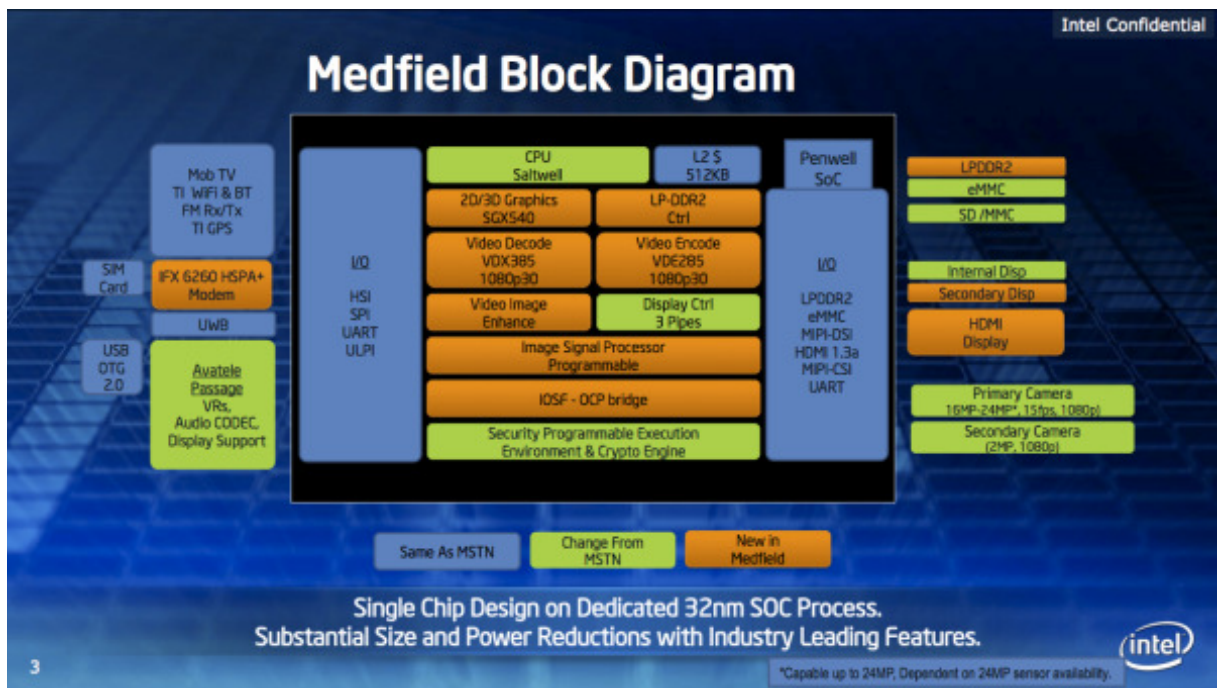 Intel Confidential
Medfield Block Diagram
Mob TV
TI WiFi & BT
FM Rx/Tx
TI GPS
SIM
Card
IFX 6260 HSPA+
Modem
UWB
USB
OTG
2.0
Avatele
Passage
VRs,
Audio CODEC,
Display Support
I/O
HSI
SPI
UART
ULPI
CPU
Saltwell
L2 $
512KB
2D/3D Graphics
SGX540
LP-DDR2
Ctrl
Video Decode
VDX385
1080p30
Video Encode
VDE285
1080p30
Video Image
Enhance
Display Ctrl
3 Pipes
Image Signal Processor
Programmable
IOSF - OCP bridge
Security Programmable Execution
Environment & Crypto Engine
Penwell
SoC
I/O
LPDDR2
eMMC
MIPI-DSI
HDMI 1.3a
MIPI-CSI
UART
LPDDR2
eMMC
SD /MMC
Internal Disp
Secondary Disp
HDMI
Display
Primary Camera
16MP-24MP*, 15fps, 1080p)
Secondary Camera
(2MP, 1080p)
Same As MSTN
Change From
MSTN
New in
Medfield
Single Chip Design on Dedicated 32nm SOC Process.
Substantial Size and Power Reductions with Industry Leading Features.
3
*Capable up to 24MP, Dependent on 24MP sensor availability.
intel